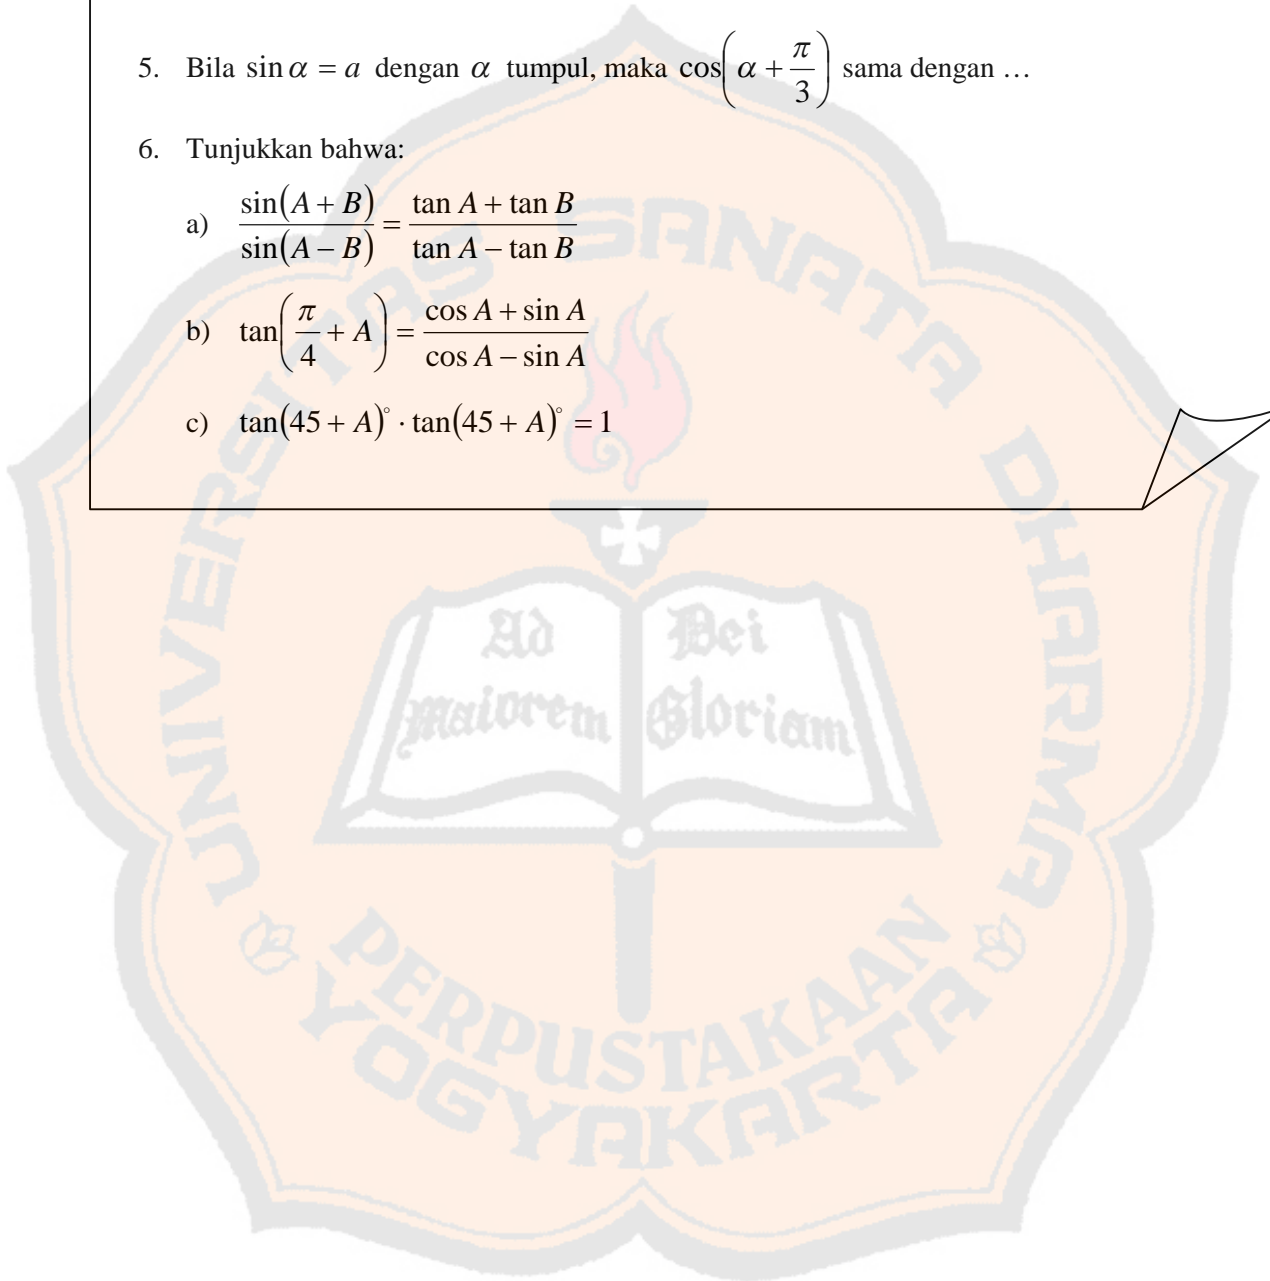 5. Bila sin α = a dengan α tumpul, maka cos(α + π/3) sama dengan …
6. Tunjukkan bahwa:
a) sin(A + B)/sin(A − B) = (tan A + tan B)/(tan A − tan B)
b) tan(π/4 + A) = (cos A + sin A)/(cos A − sin A)
c) tan(45 + A)° · tan(45 + A)° = 1
UNIVERSITAS SANATA DHARMA
Ad Dei
maiorem Gloriam
PERPUSTAKAAN
YOGYAKARTA